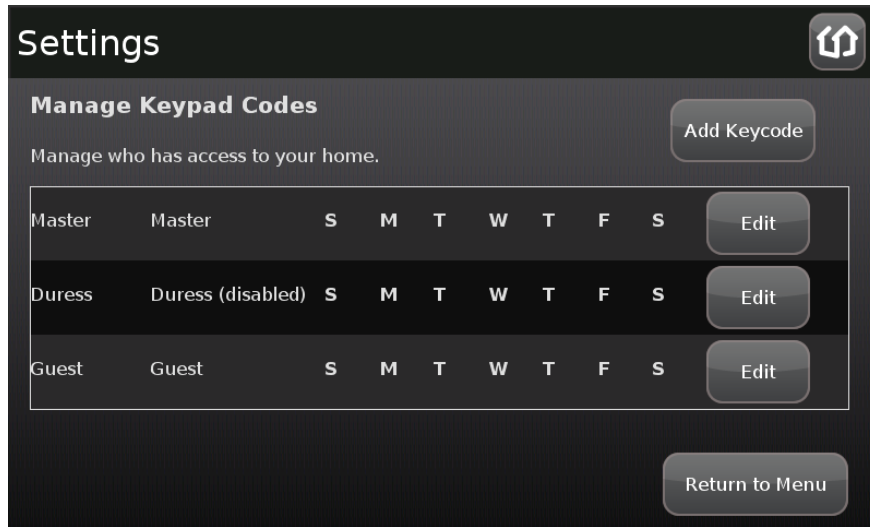 Settings
Manage Keypad Codes
Add Keycode
Manage who has access to your home.
Master Master S M T W T F S Edit
Duress Duress (disabled) S M T W T F S Edit
Guest Guest S M T W T F S Edit
Return to Menu